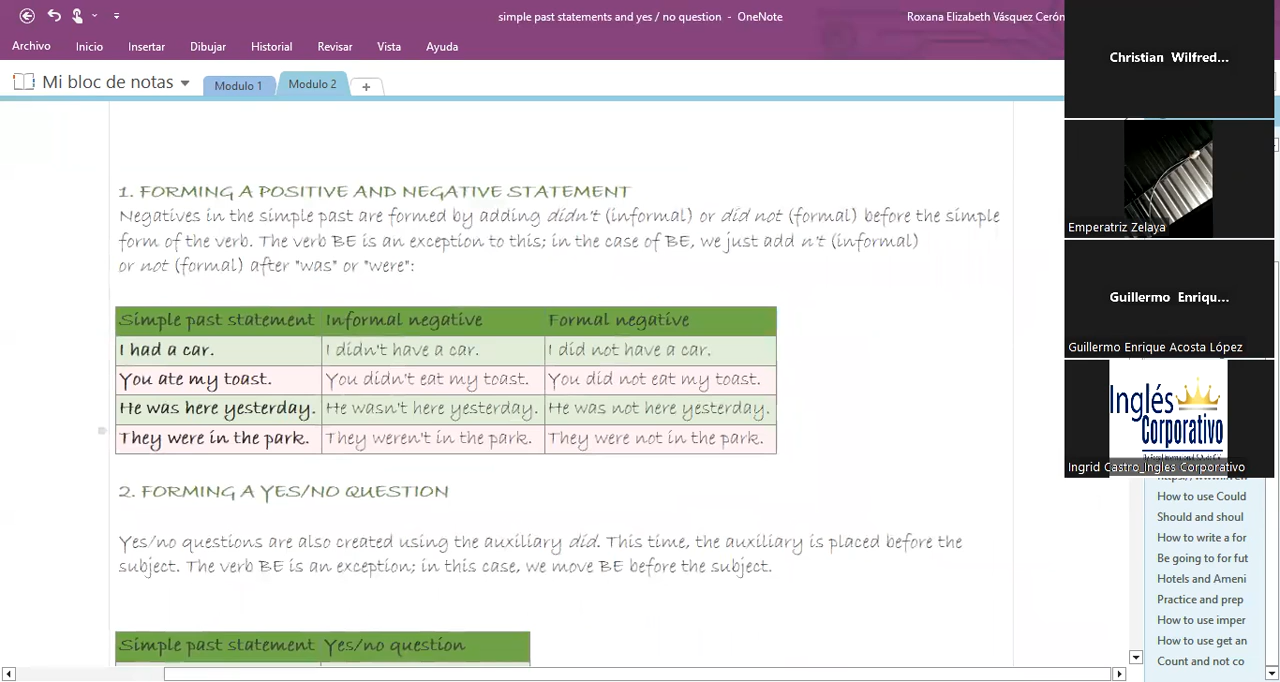 simple past statements and yes / no question - OneNote
Roxana Elizabeth Vásquez Cerón
Archivo Inicio Insertar Dibujar Historial Revisar Vista Ayuda
Mi bloc de notas Modulo 1 Modulo 2 +
1. FORMING A POSITIVE AND NEGATIVE STATEMENT
Negatives in the simple past are formed by adding didn't (informal) or did not (formal) before the simple
form of the verb. The verb BE is an exception to this; in the case of BE, we just add n't (informal)
or not (formal) after "was" or "were":
Simple past statement Informal negative Formal negative
I had a car. I didn't have a car. I did not have a car.
You ate my toast. You didn't eat my toast. You did not eat my toast.
He was here yesterday. He wasn't here yesterday. He was not here yesterday.
They were in the park. They weren't in the park. They were not in the park.
2. FORMING A YES/NO QUESTION
Yes/no questions are also created using the auxiliary did. This time, the auxiliary is placed before the
subject. The verb BE is an exception; in this case, we move BE before the subject.
Simple past statement Yes/no question
Christian Wilfred...
Emperatriz Zelaya
Guillermo Enriqu...
Guillermo Enrique Acosta López
Inglés
Corporativo
Ingrid Castro_Ingles Corporativo
How to use Could
Should and shoul
How to write a for
Be going to for fut
Hotels and Ameni
Practice and prep
How to use imper
How to use get an
Count and not co